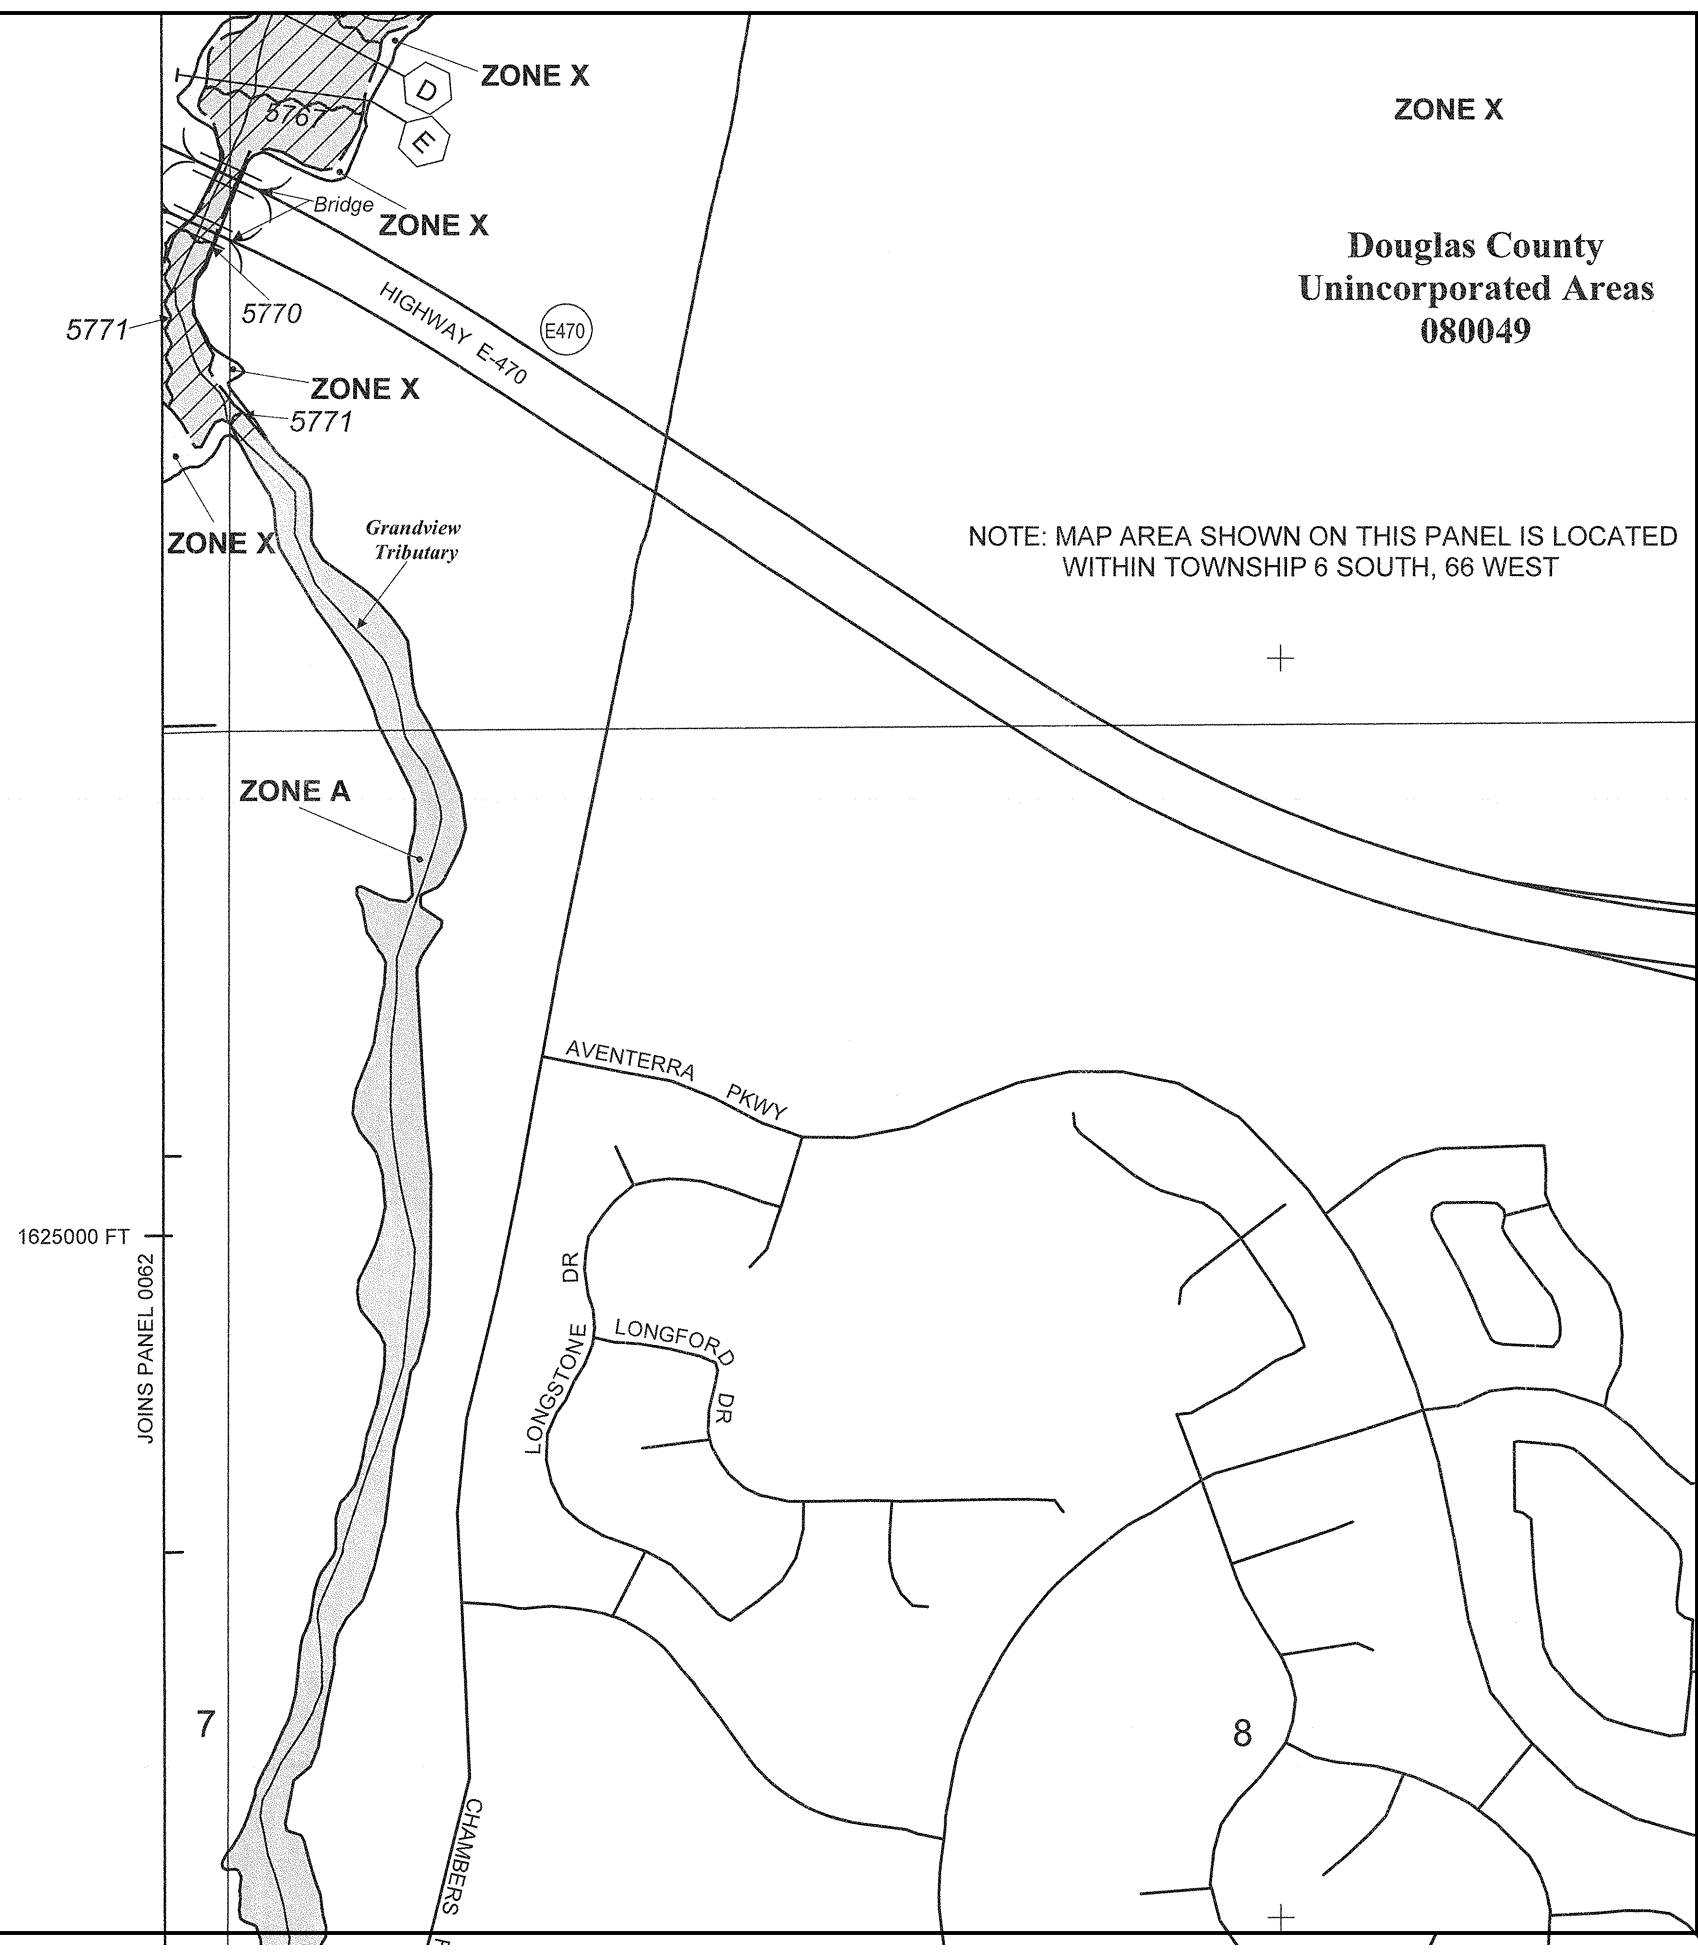 ZONE X
D
ZONE X
5767
E
Bridge
ZONE X
Douglas County
Unincorporated Areas
080049
5770
5771
HIGHWAY E-470
E470
ZONE X
5771
Grandview
Tributary
ZONE X
NOTE: MAP AREA SHOWN ON THIS PANEL IS LOCATED
WITHIN TOWNSHIP 6 SOUTH, 66 WEST
ZONE A
AVENTERRA PKWY
1625000 FT
JOINS PANEL 0062
LONGSTONE DR
LONGFORD DR
7
8
CHAMBERS